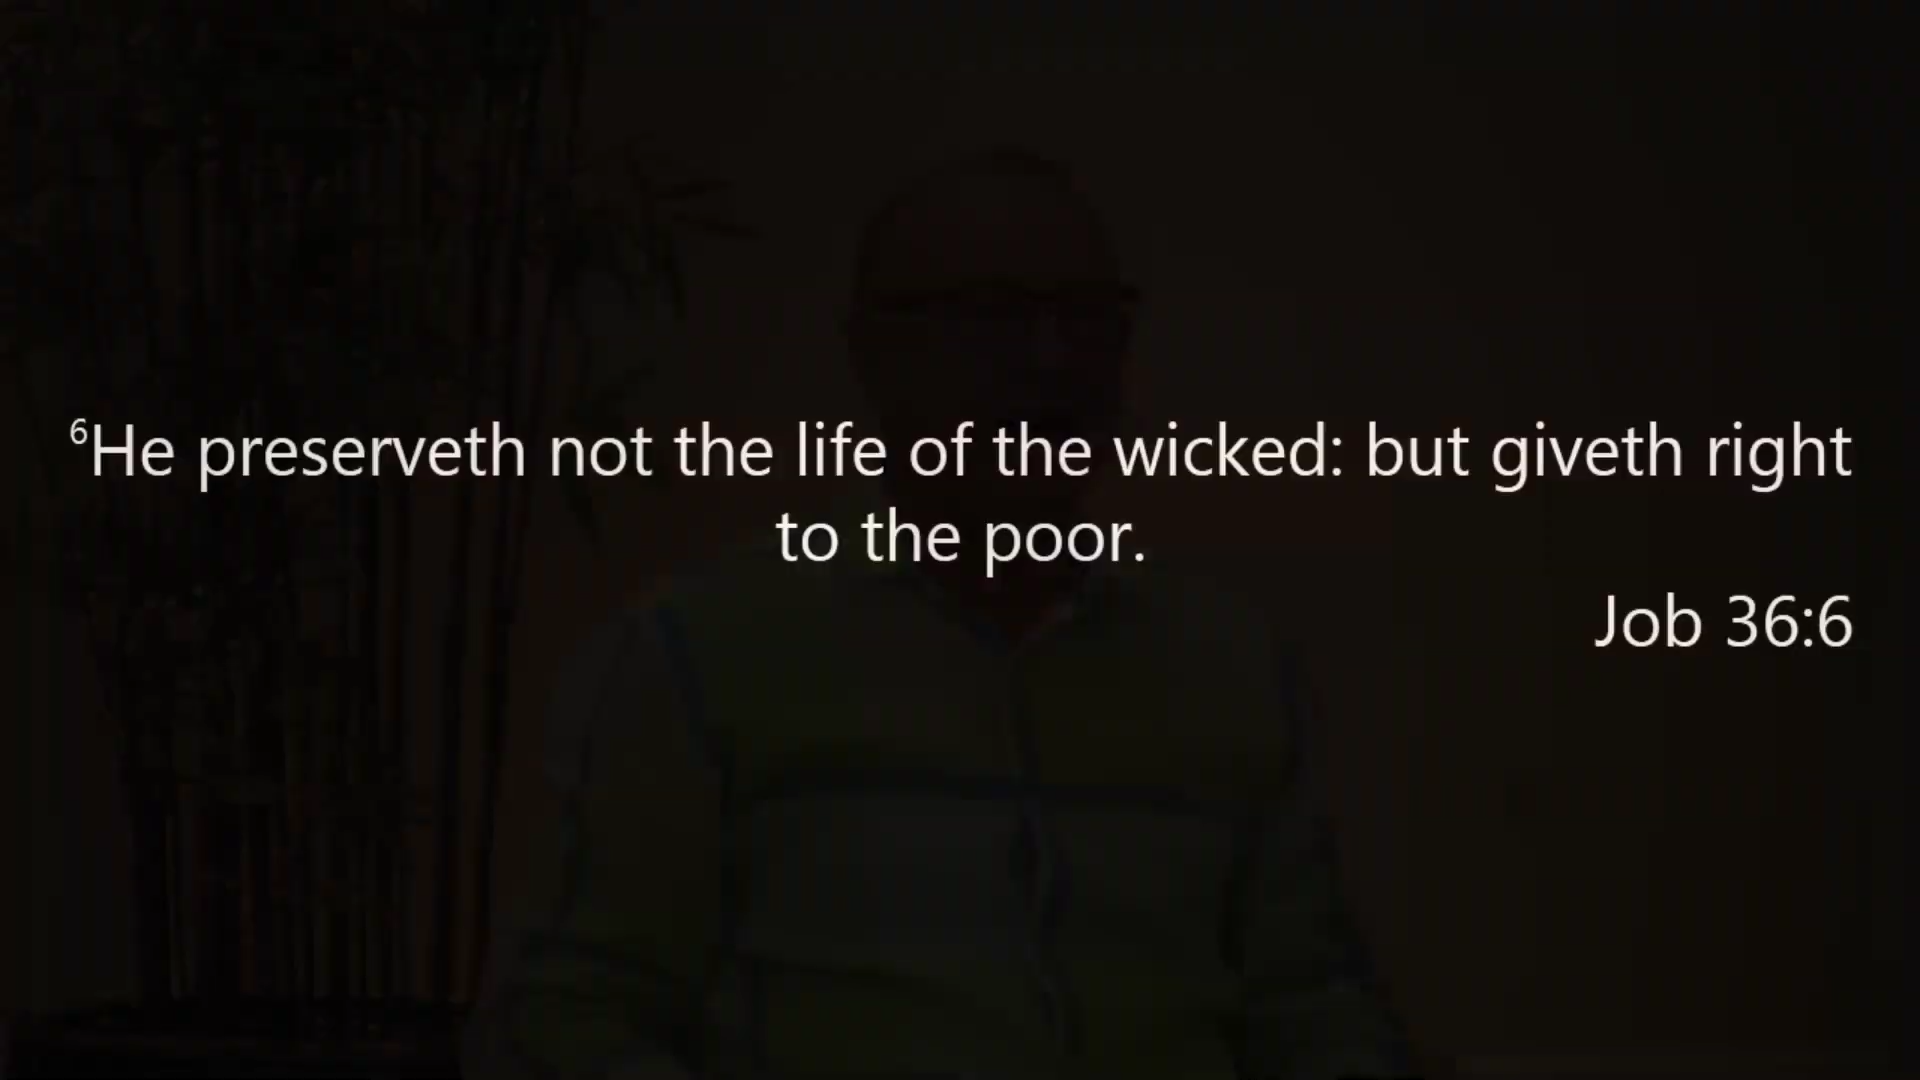 ⁶He preserveth not the life of the wicked: but giveth right
to the poor.
Job 36:6